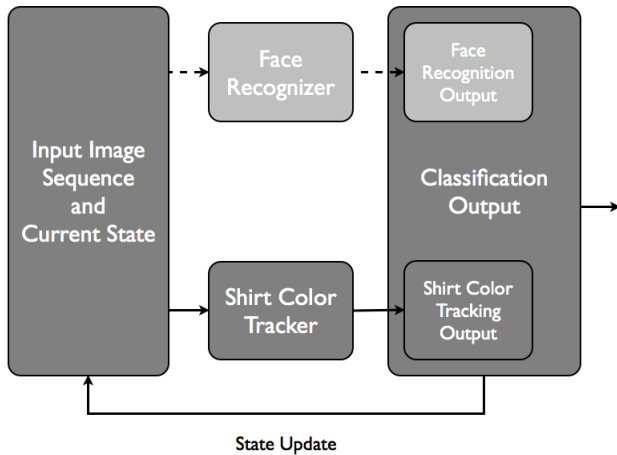 Input Image
Sequence
and
Current State
Face
Recognizer
Face
Recognition
Output
Classification
Output
Shirt Color
Tracker
Shirt Color
Tracking
Output
State Update